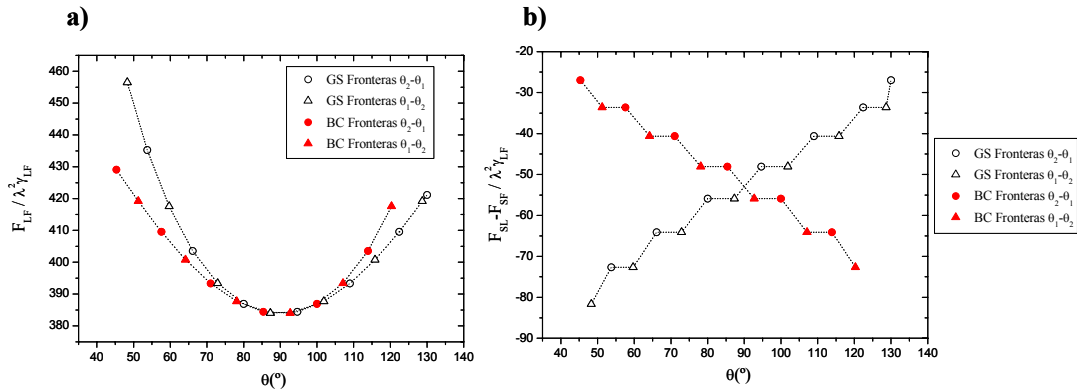 a)
F_LF / λ²γ_LF
460
450
440
430
420
410
400
390
380
40 50 60 70 80 90 100 110 120 130 140
θ(º)
GS Fronteras θ₂-θ₁
GS Fronteras θ₁-θ₂
BC Fronteras θ₂-θ₁
BC Fronteras θ₁-θ₂
b)
F_SL-F_SF / λ²γ_LF
-20
-30
-40
-50
-60
-70
-80
-90
40 50 60 70 80 90 100 110 120 130 140
θ(º)
GS Fronteras θ₂-θ₁
GS Fronteras θ₁-θ₂
BC Fronteras θ₂-θ₁
BC Fronteras θ₁-θ₂